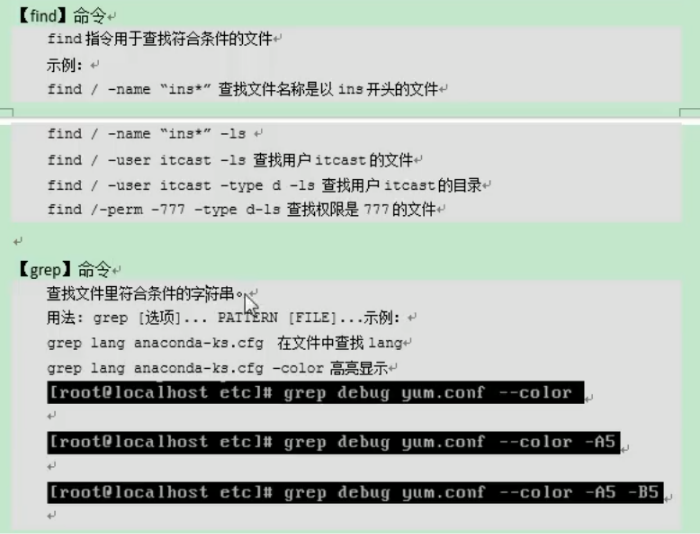 【find】命令
find 指令用于查找符合条件的文件
示例：
find / -name “ins*” 查找文件名称是以 ins 开头的文件
find / -name “ins*” -ls
find / -user itcast -ls 查找用户 itcast 的文件
find / -user itcast -type d -ls 查找用户 itcast 的目录
find /-perm -777 -type d-ls 查找权限是 777 的文件
【grep】命令
查找文件里符合条件的字符串。
用法: grep [选项]... PATTERN [FILE]...示例：
grep lang anaconda-ks.cfg 在文件中查找 lang
grep lang anaconda-ks.cfg -color 高亮显示
[root@localhost etc]# grep debug yum.conf --color
[root@localhost etc]# grep debug yum.conf --color -A5
[root@localhost etc]# grep debug yum.conf --color -A5 -B5